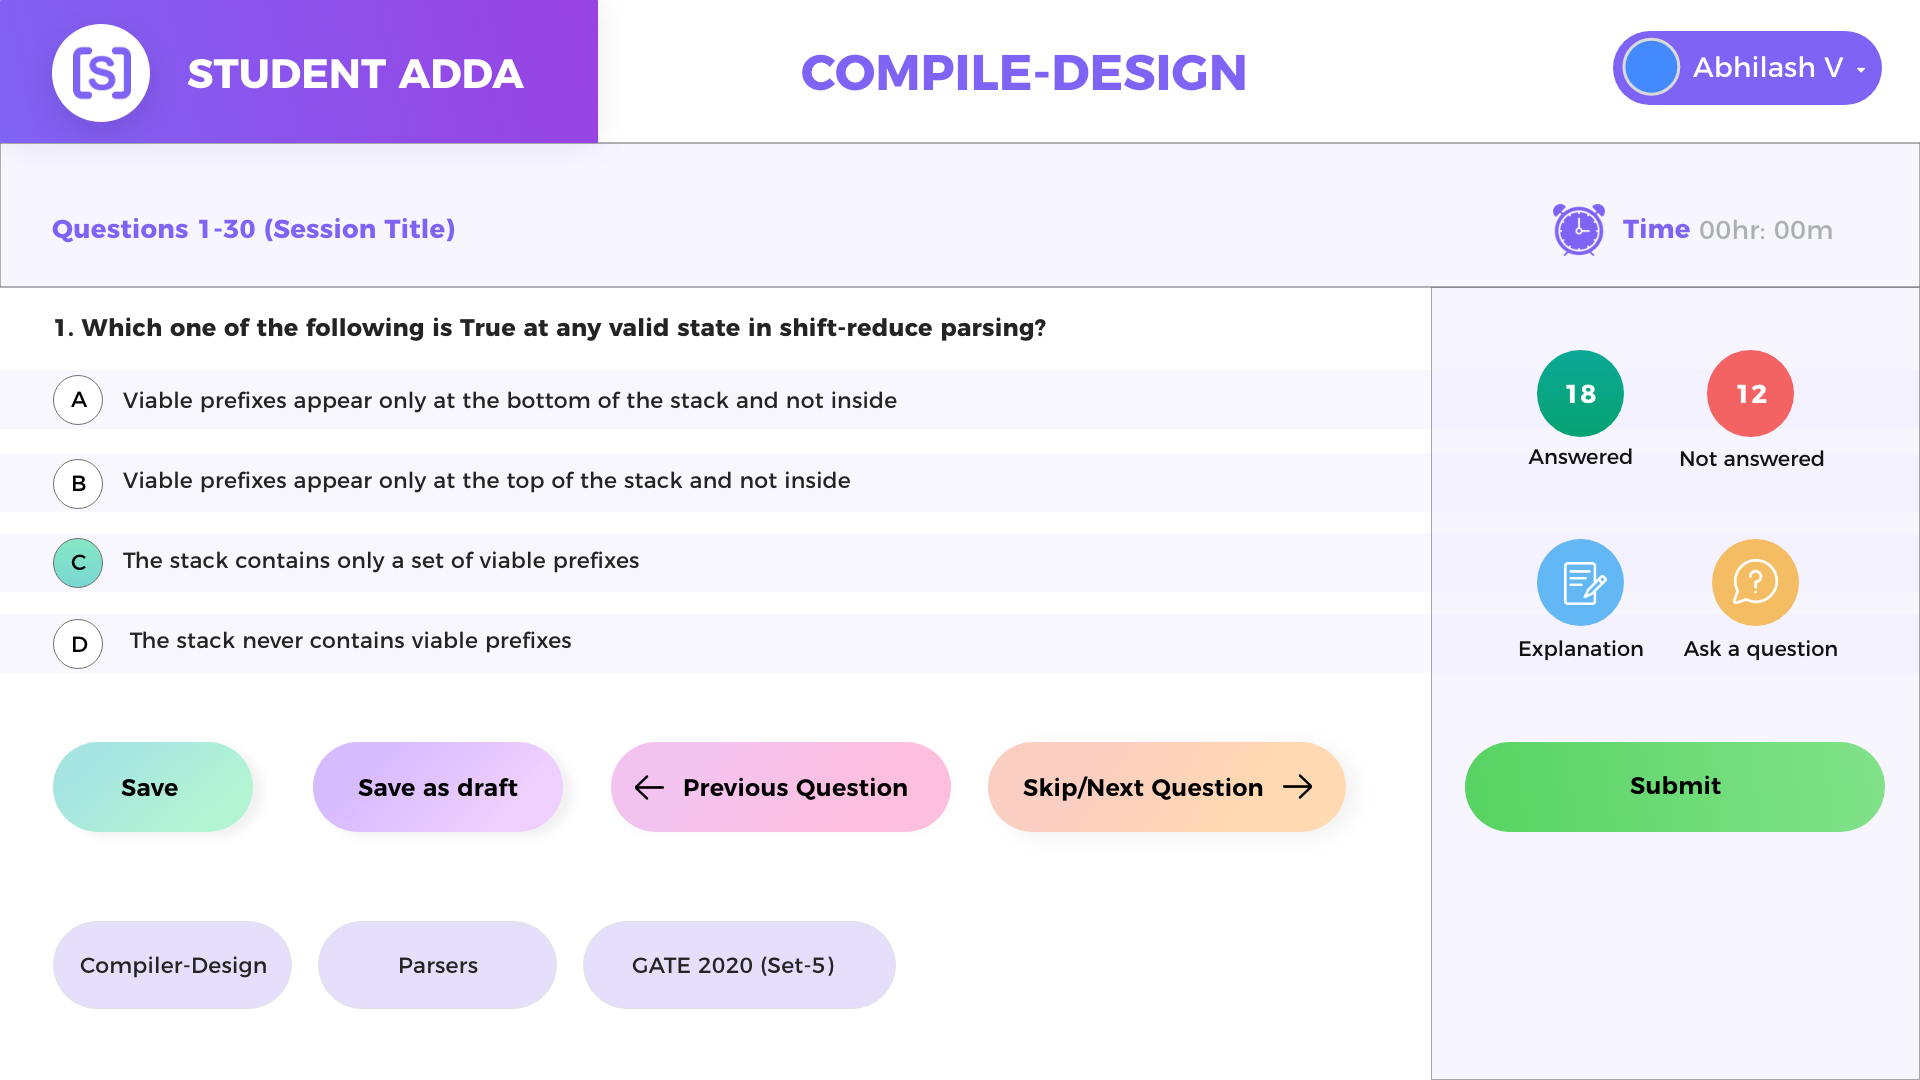 [S] STUDENT ADDA
COMPILE-DESIGN
Abhilash V
Questions 1-30 (Session Title)
Time 00hr: 00m
1. Which one of the following is True at any valid state in shift-reduce parsing?
A Viable prefixes appear only at the bottom of the stack and not inside
B Viable prefixes appear only at the top of the stack and not inside
C The stack contains only a set of viable prefixes
D The stack never contains viable prefixes
18
Answered
12
Not answered
Explanation
?
Ask a question
Save
Save as draft
Previous Question
Skip/Next Question
Submit
Compiler-Design
Parsers
GATE 2020 (Set-5)